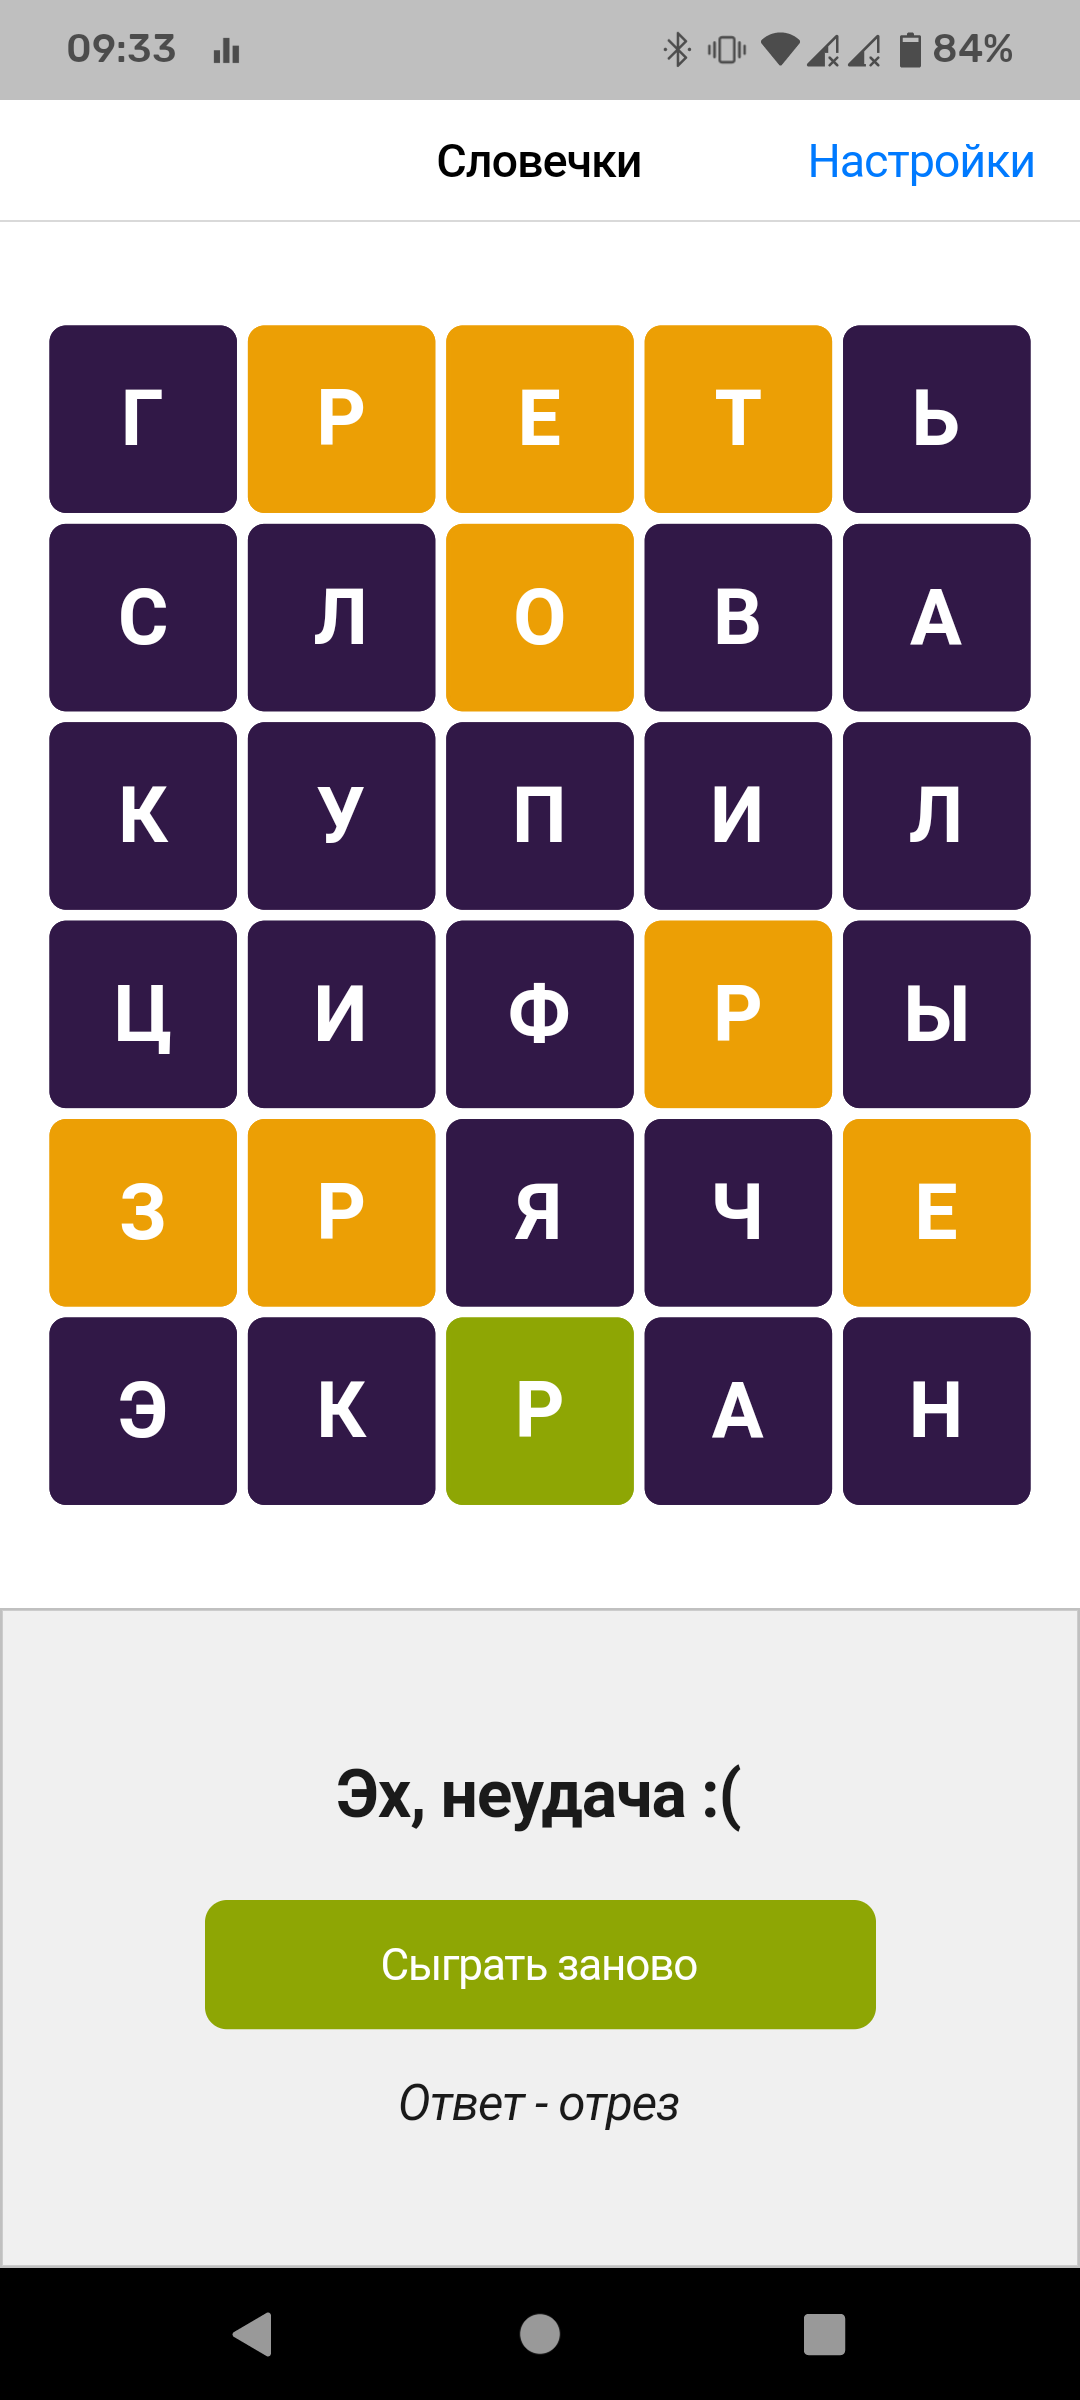 09:33 84%
Словечки Настройки
Г Р Е Т Ь
С Л О В А
К У П И Л
Ц И Ф Р Ы
З Р Я Ч Е
Э К Р А Н
Эх, неудача :(
Сыграть заново
Ответ - отрез